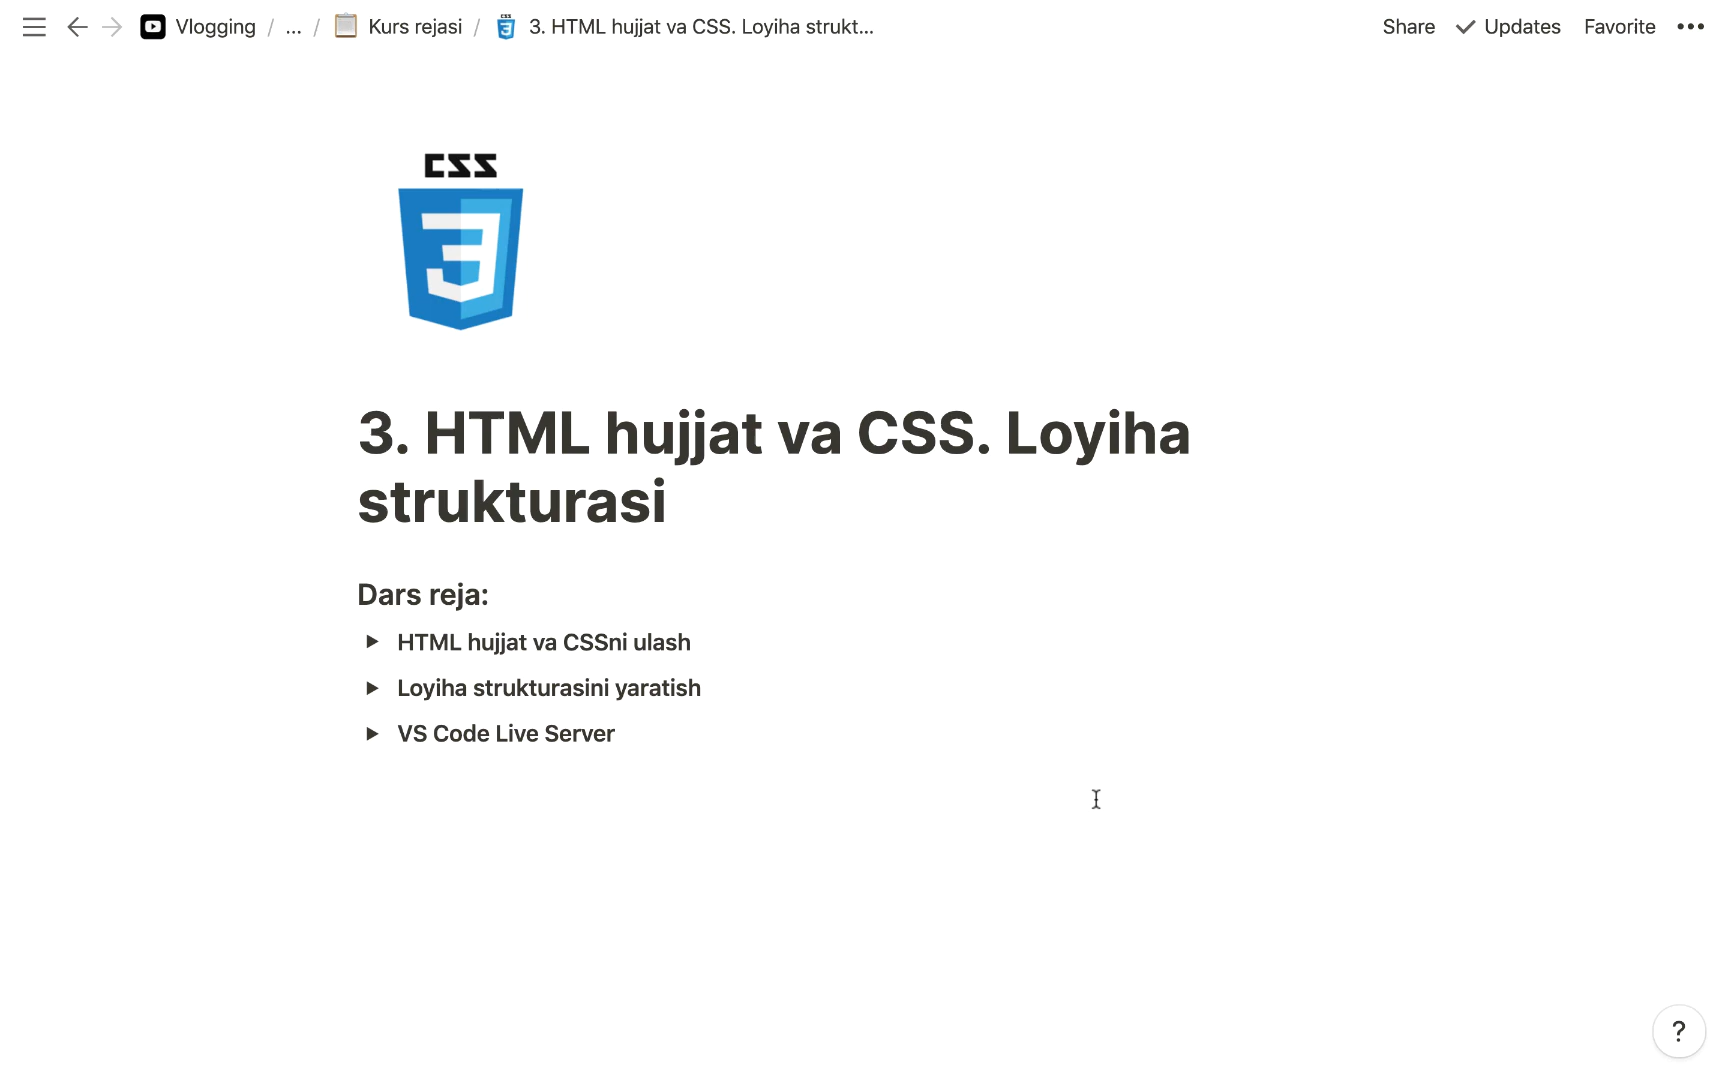 Vlogging / ... / Kurs rejasi / 3. HTML hujjat va CSS. Loyiha strukt... Share Updates Favorite
CSS
3. HTML hujjat va CSS. Loyiha
strukturasi
Dars reja:
HTML hujjat va CSSni ulash
Loyiha strukturasini yaratish
VS Code Live Server
?